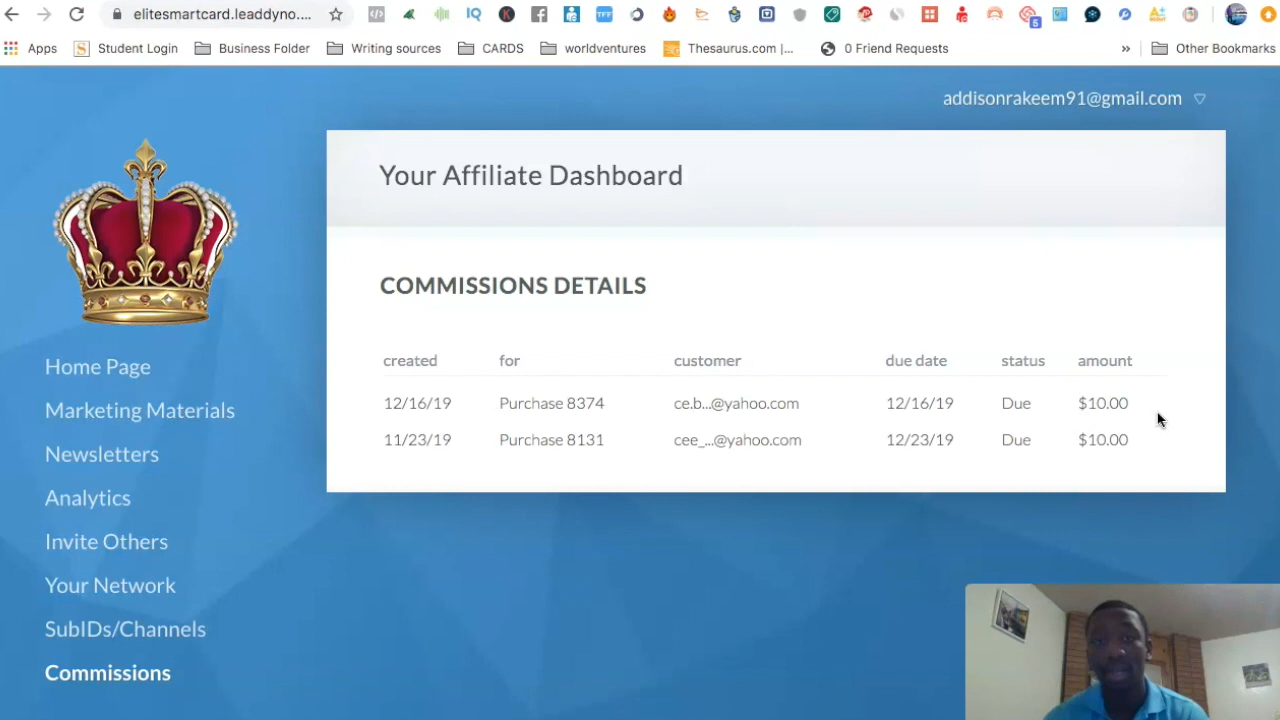 elitesmartcard.leaddyno....
IQ
K
TFF
5
Apps Student Login Business Folder Writing sources CARDS worldventures Thesaurus.com |... 0 Friend Requests » Other Bookmarks
addisonrakeem91@gmail.com
Your Affiliate Dashboard
COMMISSIONS DETAILS
created for customer due date status amount
12/16/19 Purchase 8374 ce.b...@yahoo.com 12/16/19 Due $10.00
11/23/19 Purchase 8131 cee_...@yahoo.com 12/23/19 Due $10.00
Home Page
Marketing Materials
Newsletters
Analytics
Invite Others
Your Network
SubIDs/Channels
Commissions